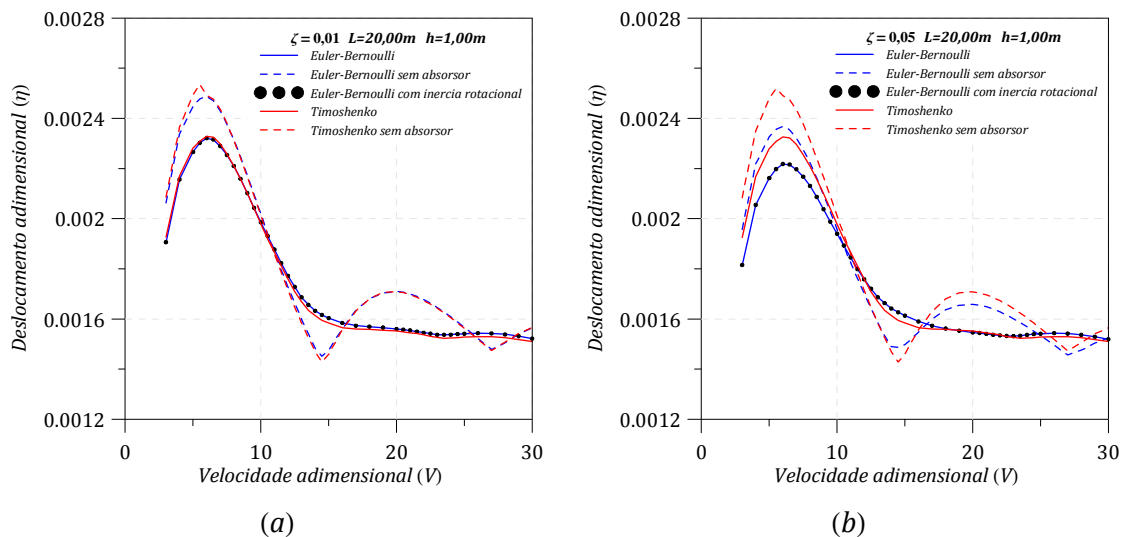 0.0028
0.0024
0.002
0.0016
0.0012
Deslocamento adimensional (η)
ζ = 0,01 L=20,00m h=1,00m
Euler-Bernoulli
Euler-Bernoulli sem absorsor
Euler-Bernoulli com inercia rotacional
Timoshenko
Timoshenko sem absorsor
0 10 20 30
Velocidade adimensional (V)
(a)
0.0028
0.0024
0.002
0.0016
0.0012
Deslocamento adimensional (η)
ζ = 0,05 L=20,00m h=1,00m
Euler-Bernoulli
Euler-Bernoulli sem absorsor
Euler-Bernoulli com inercia rotacional
Timoshenko
Timoshenko sem absorsor
0 10 20 30
Velocidade adimensional (V)
(b)